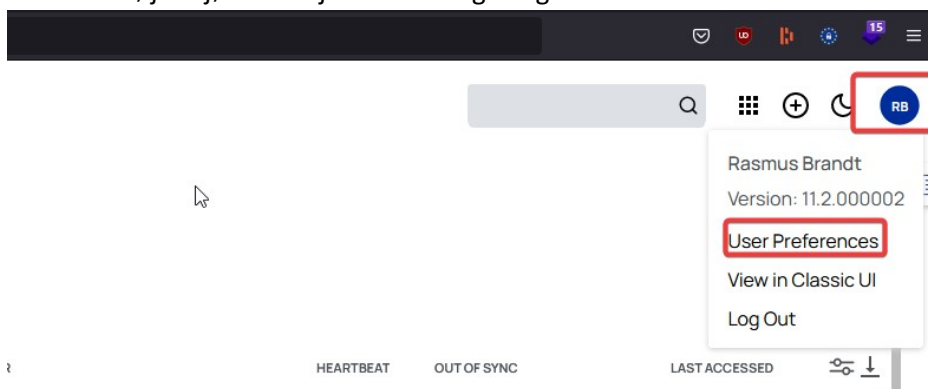 15
RB
Rasmus Brandt
Version: 11.2.000002
User Preferences
View in Classic UI
Log Out
HEARTBEAT OUT OF SYNC LAST ACCESSED